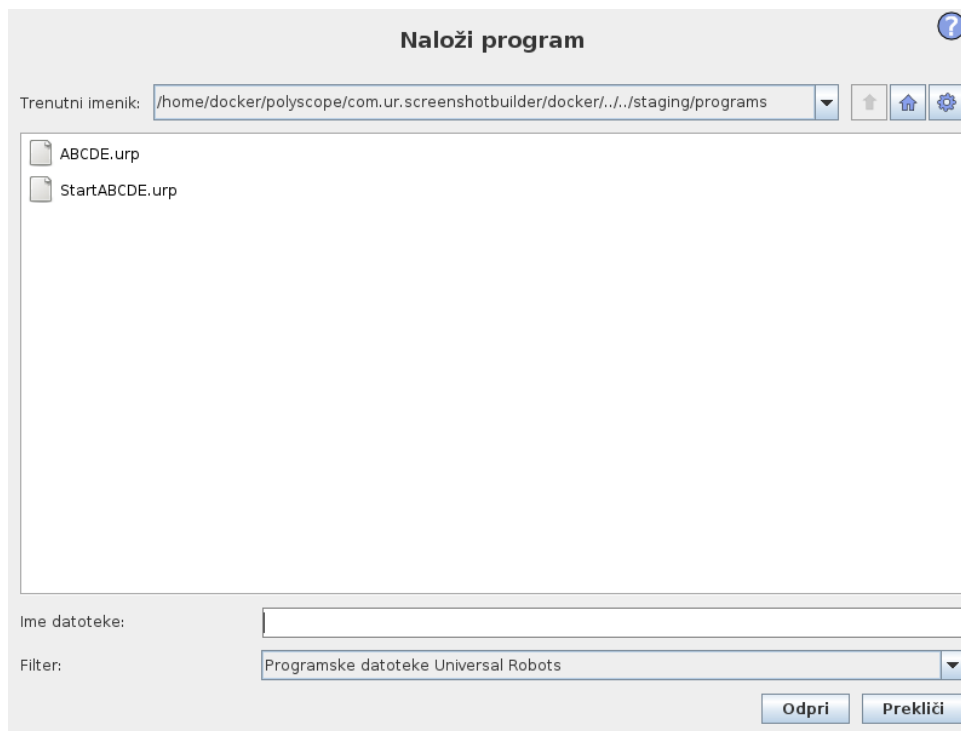 Naloži program
?
Trenutni imenik: /home/docker/polyscope/com.ur.screenshotbuilder/docker/../../staging/programs
ABCDE.urp
StartABCDE.urp
Ime datoteke:
Filter: Programske datoteke Universal Robots
Odpri Prekliči